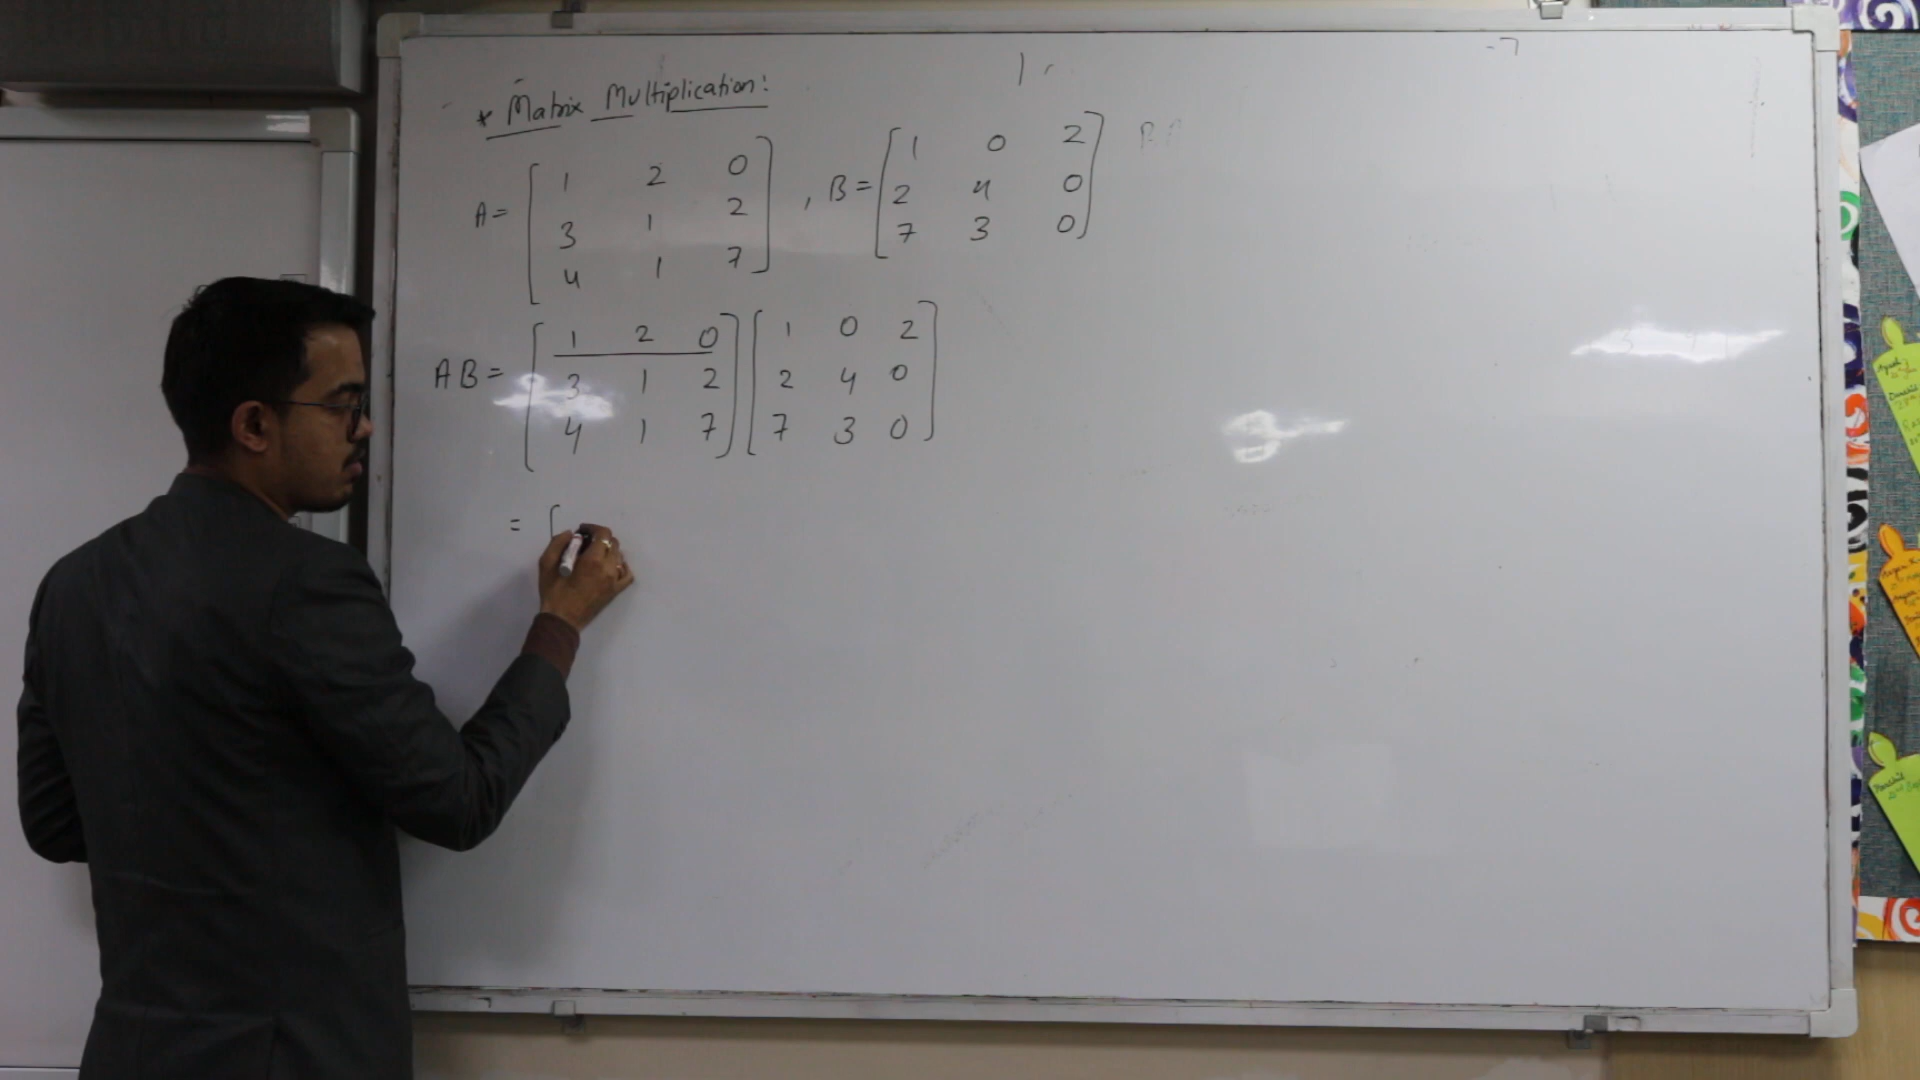 * Matrix Multiplication:
A = [ 1 2 0
3 1 2
4 1 7 ] , B = [ 1 0 2
2 4 0
7 3 0 ]
AB = [ 1 2 0
3 1 2
4 1 7 ] [ 1 0 2
2 4 0
7 3 0 ]
= [